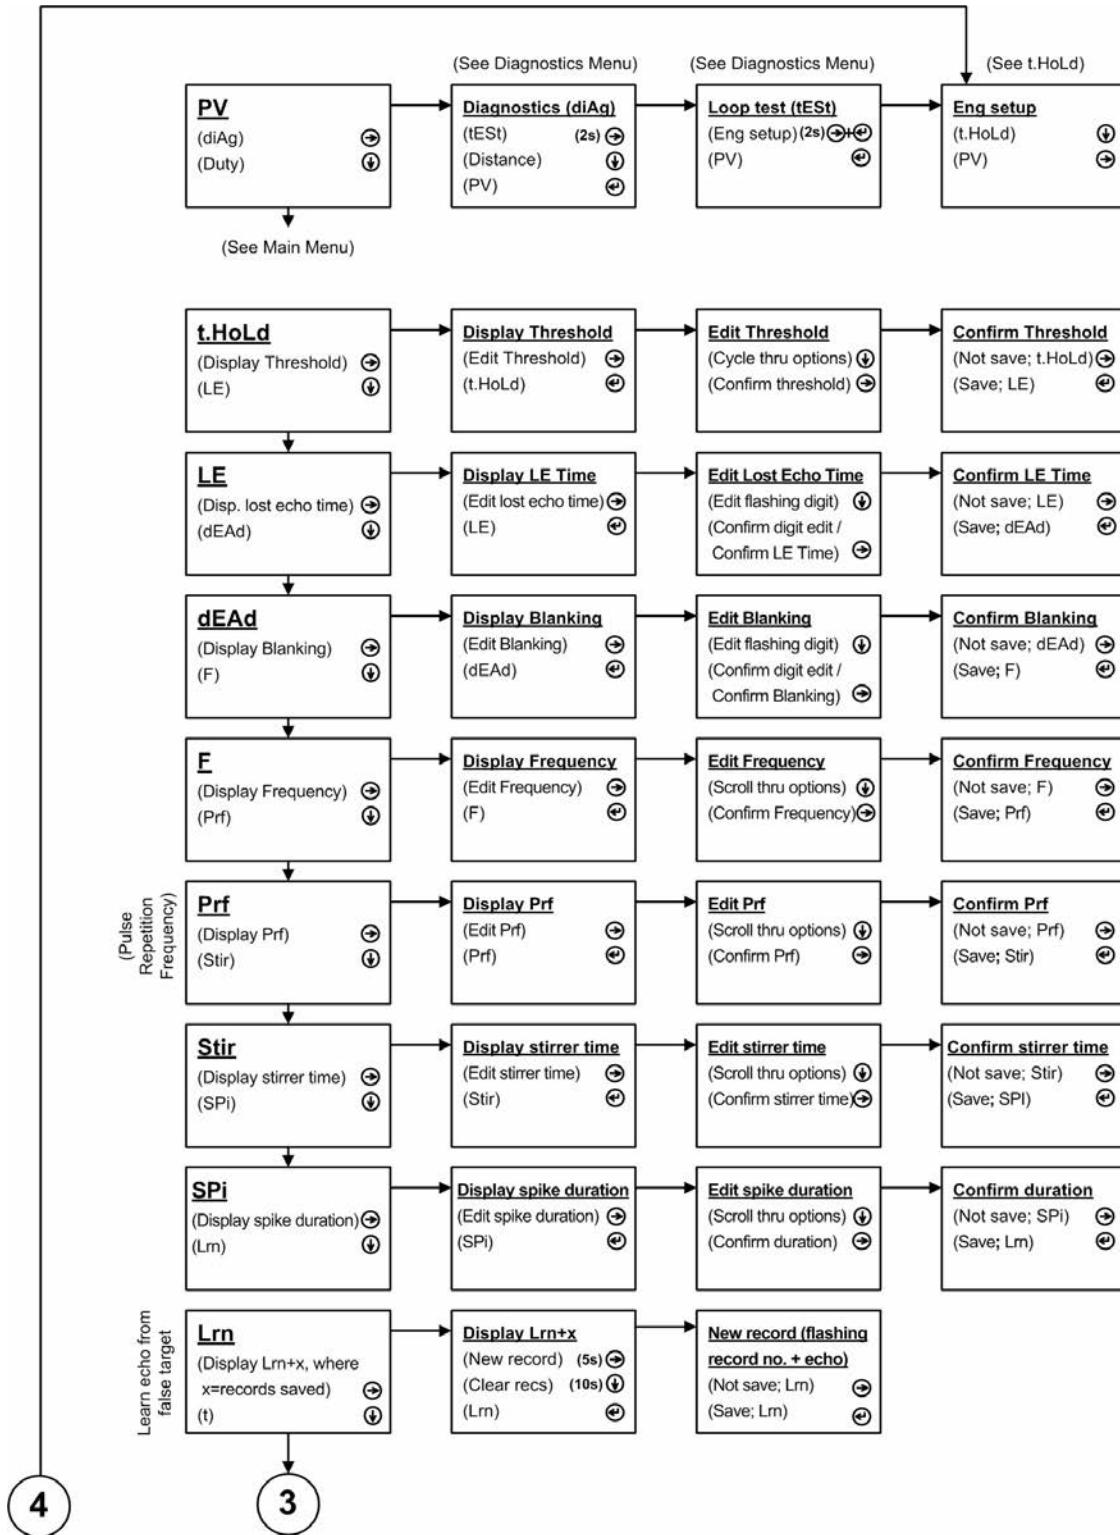 (See Diagnostics Menu)
(See Diagnostics Menu)
(See t.HoLd)
PV
(diAg)
(Duty)
Diagnostics (diAg)
(tESt) (2s)
(Distance)
(PV)
Loop test (tESt)
(Eng setup) (2s) +
(PV)
Eng setup
(t.HoLd)
(PV)
(See Main Menu)
t.HoLd
(Display Threshold)
(LE)
Display Threshold
(Edit Threshold)
(t.HoLd)
Edit Threshold
(Cycle thru options)
(Confirm threshold)
Confirm Threshold
(Not save; t.HoLd)
(Save; LE)
LE
(Disp. lost echo time)
(dEAd)
Display LE Time
(Edit lost echo time)
(LE)
Edit Lost Echo Time
(Edit flashing digit)
(Confirm digit edit /
Confirm LE Time)
Confirm LE Time
(Not save; LE)
(Save; dEAd)
dEAd
(Display Blanking)
(F)
Display Blanking
(Edit Blanking)
(dEAd)
Edit Blanking
(Edit flashing digit)
(Confirm digit edit /
Confirm Blanking)
Confirm Blanking
(Not save; dEAd)
(Save; F)
F
(Display Frequency)
(Prf)
Display Frequency
(Edit Frequency)
(F)
Edit Frequency
(Scroll thru options)
(Confirm Frequency)
Confirm Frequency
(Not save; F)
(Save; Prf)
(Pulse
Repetition
Frequency)
Prf
(Display Prf)
(Stir)
Display Prf
(Edit Prf)
(Prf)
Edit Prf
(Scroll thru options)
(Confirm Prf)
Confirm Prf
(Not save; Prf)
(Save; Stir)
Stir
(Display stirrer time)
(SPi)
Display stirrer time
(Edit stirrer time)
(Stir)
Edit stirrer time
(Scroll thru options)
(Confirm stirrer time)
Confirm stirrer time
(Not save; Stir)
(Save; SPI)
SPi
(Display spike duration)
(Lrn)
Display spike duration
(Edit spike duration)
(SPi)
Edit spike duration
(Scroll thru options)
(Confirm duration)
Confirm duration
(Not save; SPi)
(Save; Lrn)
Learn echo from
false target
Lrn
(Display Lrn+x, where
x=records saved)
(t)
Display Lrn+x
(New record) (5s)
(Clear recs) (10s)
(Lrn)
New record (flashing
record no. + echo)
(Not save; Lrn)
(Save; Lrn)
4
3